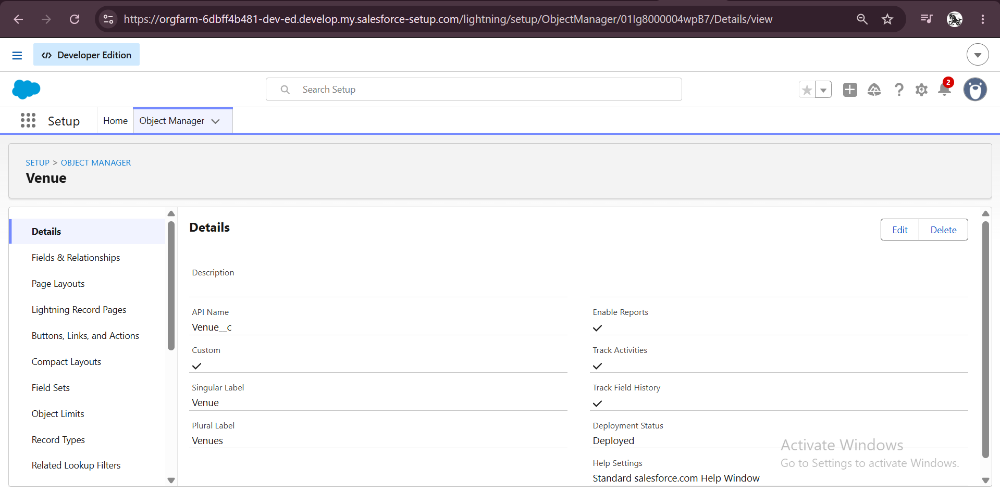 https://orgfarm-6dbff4b481-dev-ed.develop.my.salesforce-setup.com/lightning/setup/ObjectManager/01Ig8000004wpB7/Details/view
Developer Edition
Search Setup
2
Setup
Home
Object Manager
SETUP > OBJECT MANAGER
Venue
Details
Fields & Relationships
Page Layouts
Lightning Record Pages
Buttons, Links, and Actions
Compact Layouts
Field Sets
Object Limits
Record Types
Related Lookup Filters
Details
Edit
Delete
Description
API Name
Venue__c
Custom
Singular Label
Venue
Plural Label
Venues
Enable Reports
Track Activities
Track Field History
Deployment Status
Deployed
Help Settings
Standard salesforce.com Help Window
Activate Windows
Go to Settings to activate Windows.